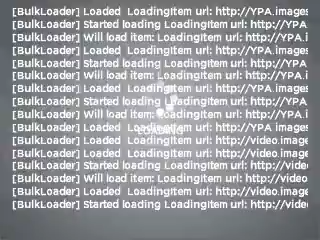 [BulkLoader] Loaded LoadingItem url: http://YPA.images
[BulkLoader] Started loading LoadingItem url: http://YPA
[BulkLoader] Will load item: LoadingItem url: http://YPA.i
[BulkLoader] Loaded LoadingItem url: http://YPA.images
[BulkLoader] Started loading LoadingItem url: http://YPA
[BulkLoader] Will load item: LoadingItem url: http://YPA.i
[BulkLoader] Loaded LoadingItem url: http://YPA.images
[BulkLoader] Started loading LoadingItem url: http://YPA
[BulkLoader] Will load item: LoadingItem url: http://YPA.i
[BulkLoader] Loaded LoadingItem url: http://YPA.images
LOADING
[BulkLoader] Loaded LoadingItem url: http://video.image
[BulkLoader] Loaded LoadingItem url: http://video.image
[BulkLoader] Started loading LoadingItem url: http://vide
[BulkLoader] Will load item: LoadingItem url: http://video
[BulkLoader] Loaded LoadingItem url: http://video.image
[BulkLoader] Started loading LoadingItem url: http://vide